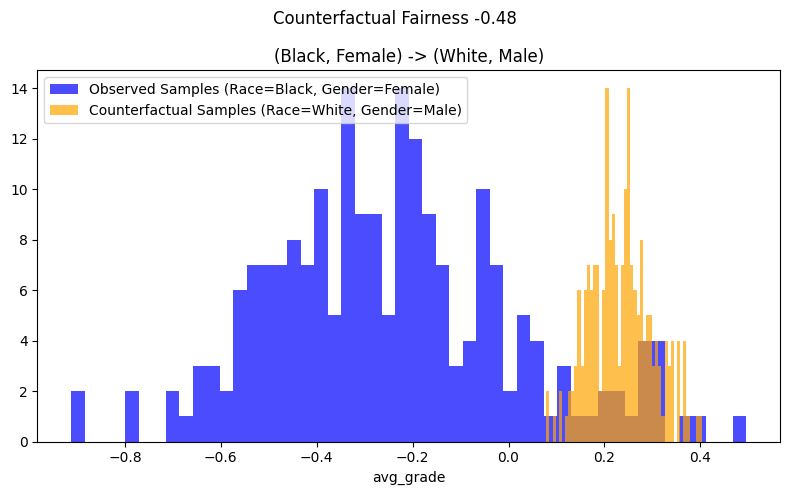 Counterfactual Fairness -0.48
(Black, Female) -> (White, Male)
Observed Samples (Race=Black, Gender=Female)
Counterfactual Samples (Race=White, Gender=Male)
14
12
10
8
6
4
2
0
−0.8 −0.6 −0.4 −0.2 0.0 0.2 0.4
avg_grade